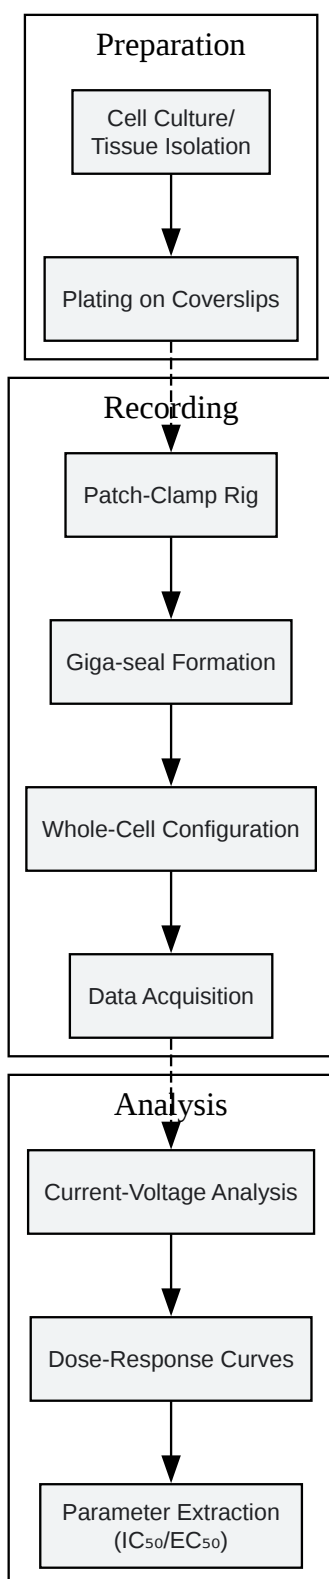 Preparation
Cell Culture/
Tissue Isolation
Plating on Coverslips
Recording
Patch-Clamp Rig
Giga-seal Formation
Whole-Cell Configuration
Data Acquisition
Analysis
Current-Voltage Analysis
Dose-Response Curves
Parameter Extraction
(IC₅₀/EC₅₀)